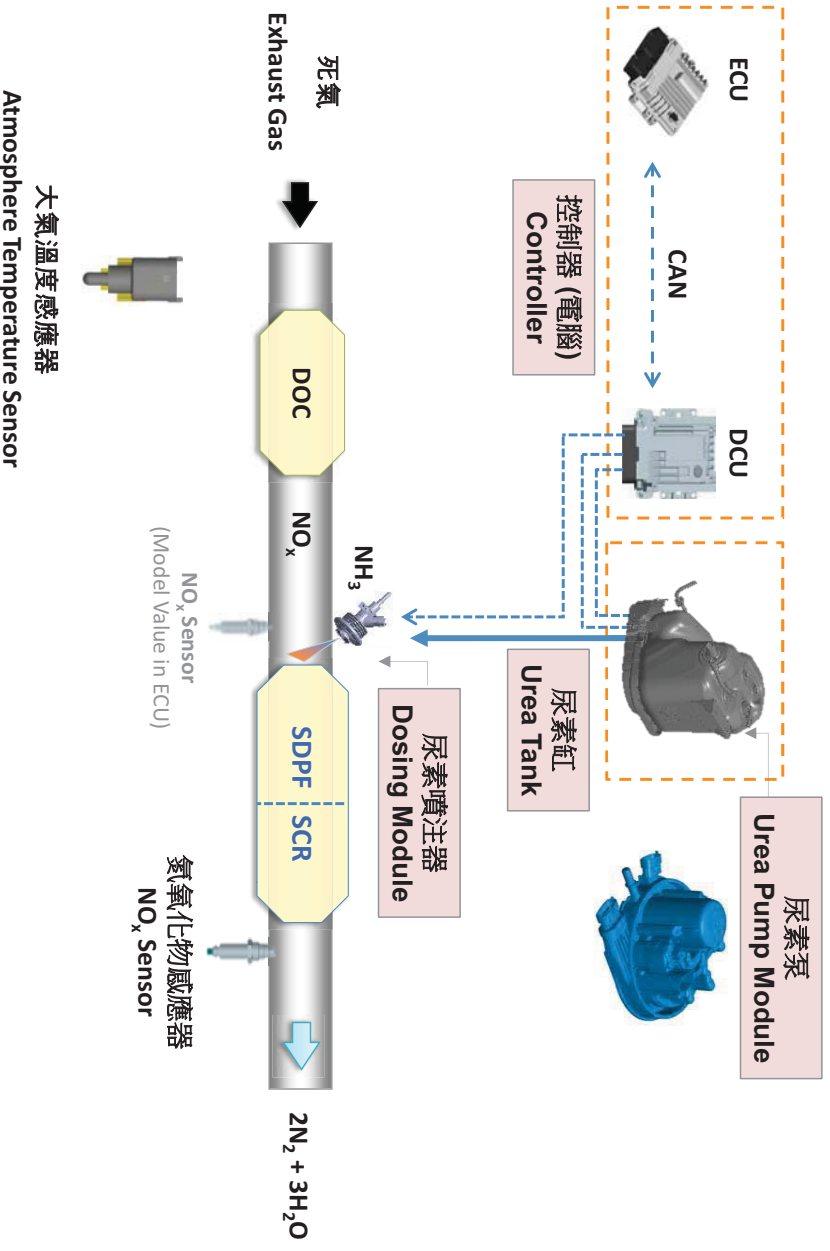 ECU
CAN
DCU
控制器 (電腦)
Controller
尿素泵
Urea Pump Module
尿素缸
Urea Tank
尿素噴注器
Dosing Module
死氣
Exhaust Gas
DOC
NOₓ
NH₃
SDPF
SCR
2N₂ + 3H₂O
NOₓ Sensor
(Model Value in ECU)
氮氧化物感應器
NOₓ Sensor
大氣溫度感應器
Atmosphere Temperature Sensor